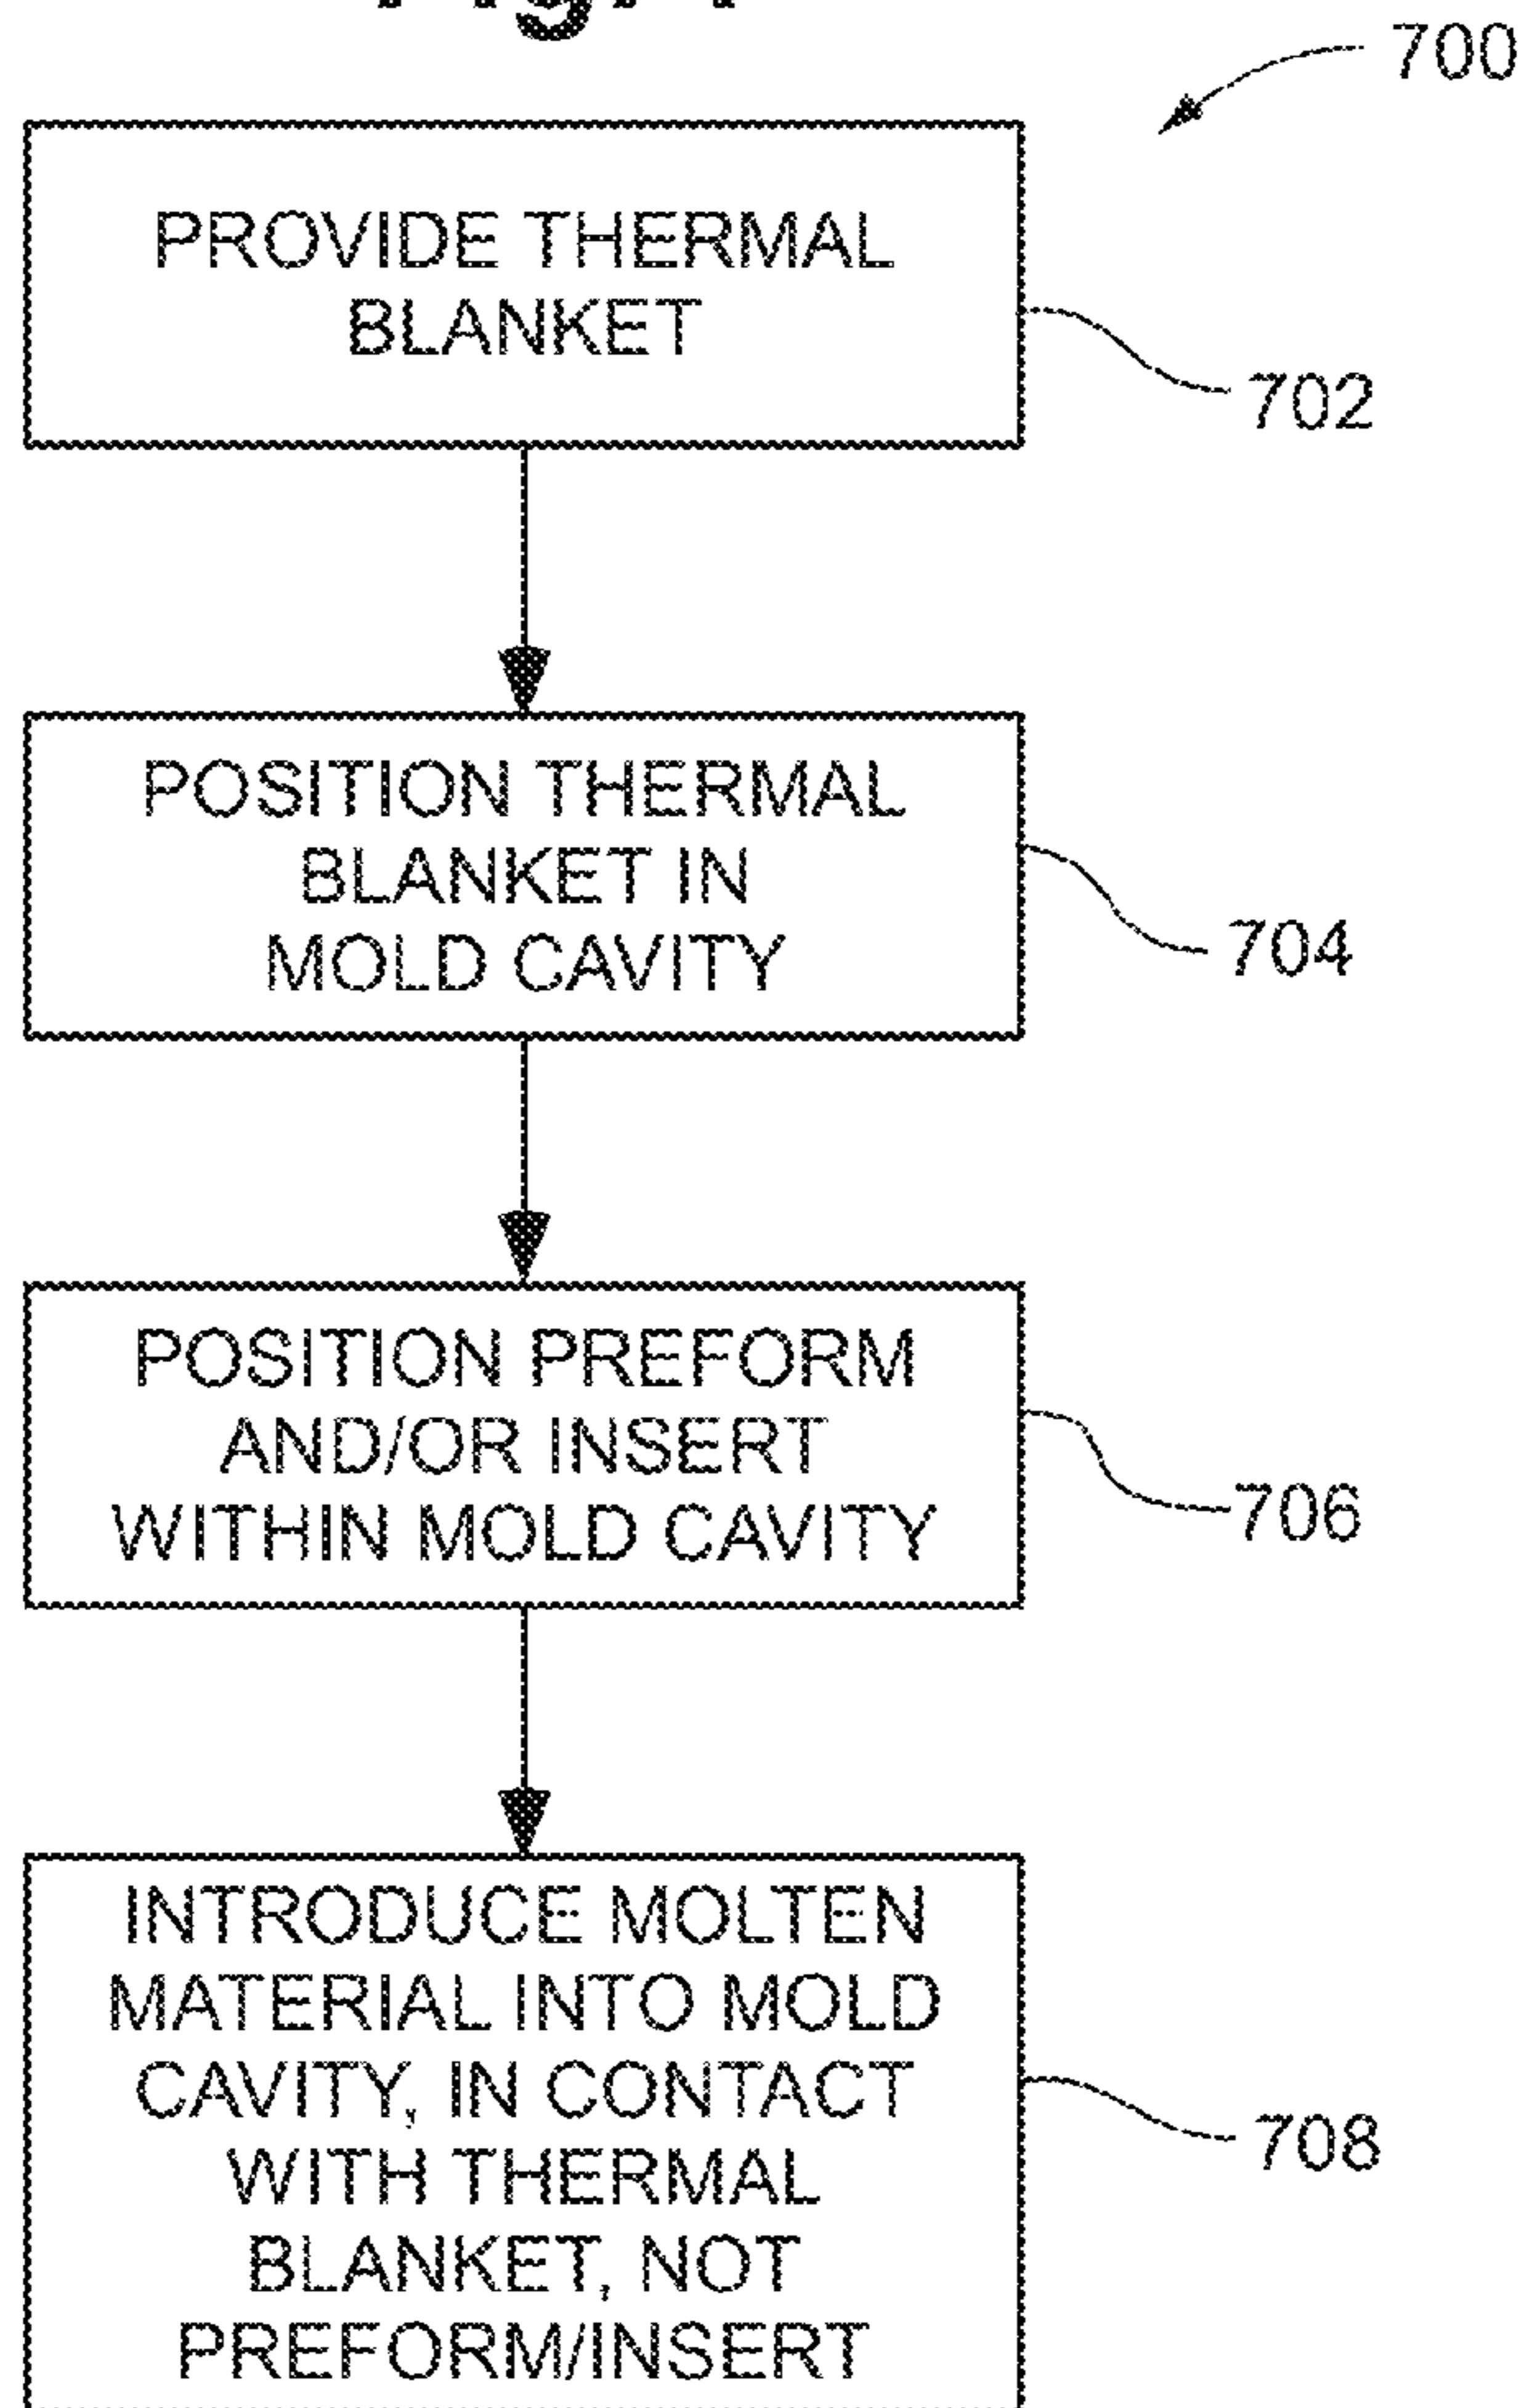 700
PROVIDE THERMAL
BLANKET
702
POSITION THERMAL
BLANKET IN
MOLD CAVITY
704
POSITION PREFORM
AND/OR INSERT
WITHIN MOLD CAVITY
706
INTRODUCE MOLTEN
MATERIAL INTO MOLD
CAVITY, IN CONTACT
WITH THERMAL
BLANKET, NOT
PREFORM/INSERT
708